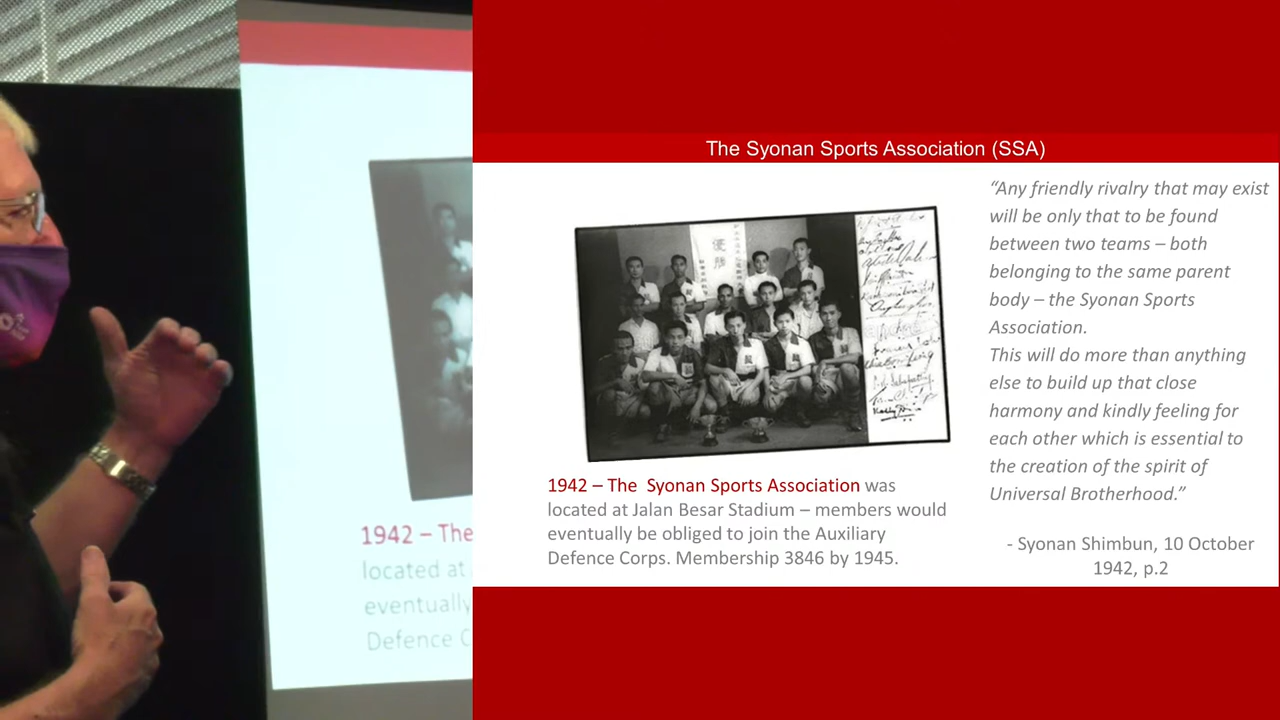 The Syonan Sports Association (SSA)
優勝
1942 – The Syonan Sports Association was
located at Jalan Besar Stadium – members would
eventually be obliged to join the Auxiliary
Defence Corps. Membership 3846 by 1945.
“Any friendly rivalry that may exist
will be only that to be found
between two teams – both
belonging to the same parent
body – the Syonan Sports
Association.
This will do more than anything
else to build up that close
harmony and kindly feeling for
each other which is essential to
the creation of the spirit of
Universal Brotherhood.”
- Syonan Shimbun, 10 October
1942, p.2
1942 – The
located at
eventually
Defence C